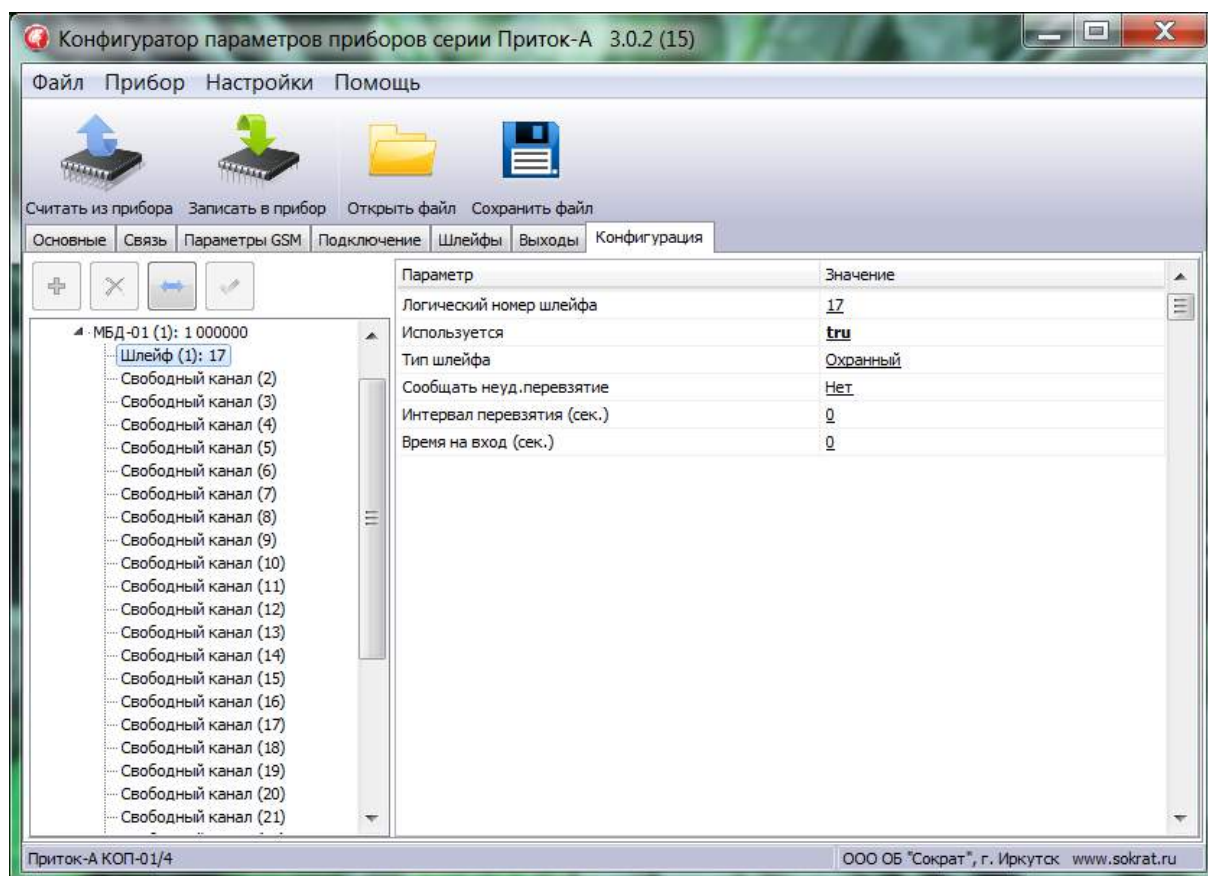 Конфигуратор параметров приборов серии Приток-А 3.0.2 (15)
Файл Прибор Настройки Помощь
Считать из прибора Записать в прибор Открыть файл Сохранить файл
Основные Связь Параметры GSM Подключение Шлейфы Выходы Конфигурация
МБД-01 (1): 1 000000
Шлейф (1): 17
Свободный канал (2)
Свободный канал (3)
Свободный канал (4)
Свободный канал (5)
Свободный канал (6)
Свободный канал (7)
Свободный канал (8)
Свободный канал (9)
Свободный канал (10)
Свободный канал (11)
Свободный канал (12)
Свободный канал (13)
Свободный канал (14)
Свободный канал (15)
Свободный канал (16)
Свободный канал (17)
Свободный канал (18)
Свободный канал (19)
Свободный канал (20)
Свободный канал (21)
Параметр Значение
Логический номер шлейфа 17
Используется tru
Тип шлейфа Охранный
Сообщать неуд.перевзятие Нет
Интервал перевзятия (сек.) 0
Время на вход (сек.) 0
Приток-А КОП-01/4 ООО ОБ "Сократ", г. Иркутск www.sokrat.ru